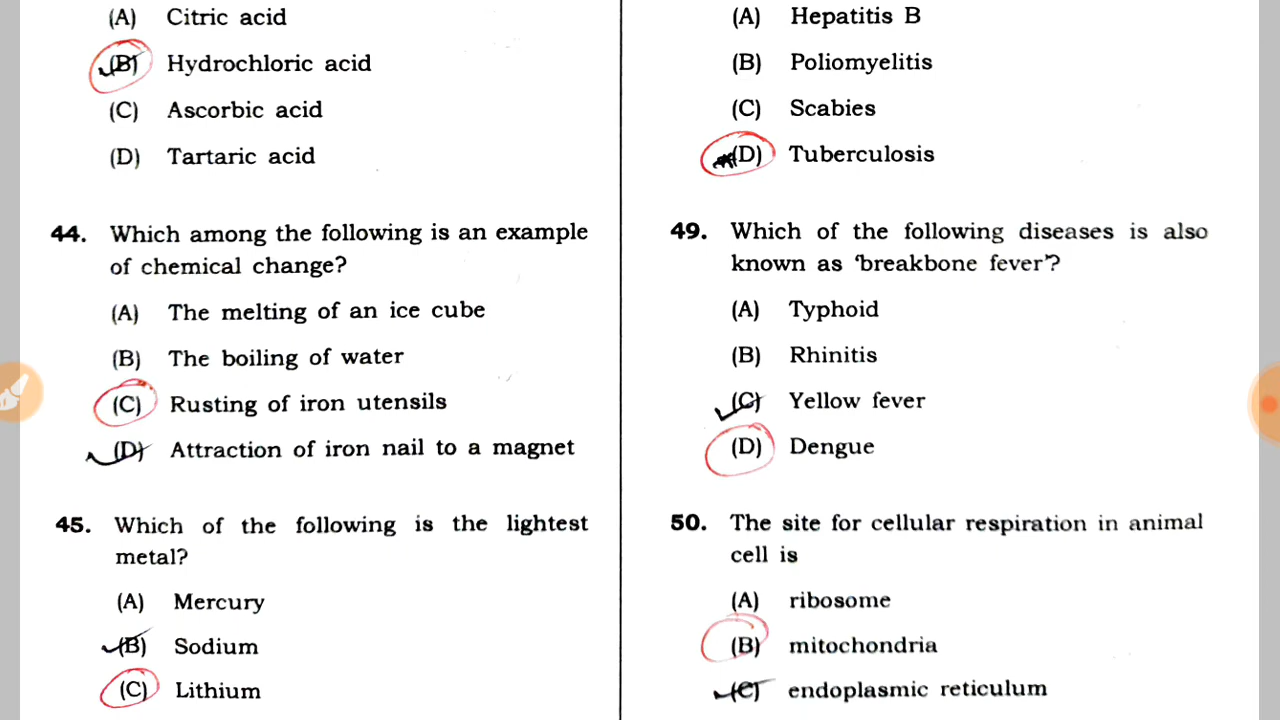 (A) Citric acid
(B) Hydrochloric acid
(C) Ascorbic acid
(D) Tartaric acid
44. Which among the following is an example
of chemical change?
(A) The melting of an ice cube
(B) The boiling of water
(C) Rusting of iron utensils
(D) Attraction of iron nail to a magnet
45. Which of the following is the lightest
metal?
(A) Mercury
(B) Sodium
(C) Lithium
(A) Hepatitis B
(B) Poliomyelitis
(C) Scabies
(D) Tuberculosis
49. Which of the following diseases is also
known as 'breakbone fever'?
(A) Typhoid
(B) Rhinitis
(C) Yellow fever
(D) Dengue
50. The site for cellular respiration in animal
cell is
(A) ribosome
(B) mitochondria
(C) endoplasmic reticulum